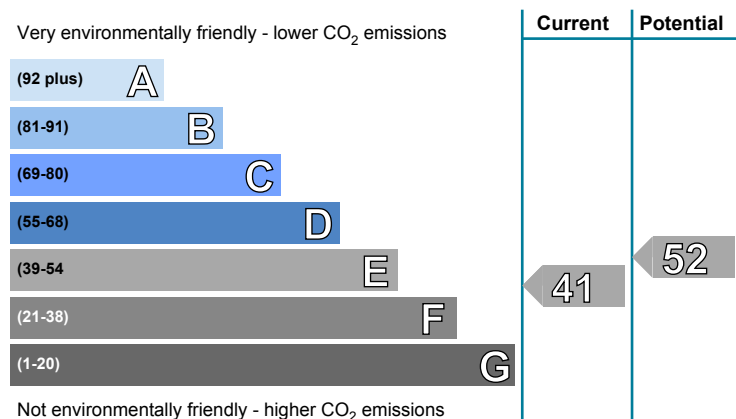 Current Potential
Very environmentally friendly - lower CO2 emissions
(92 plus) A
(81-91) B
(69-80) C
(55-68) D
(39-54 E
52
41
(21-38) F
(1-20) G
Not environmentally friendly - higher CO2 emissions